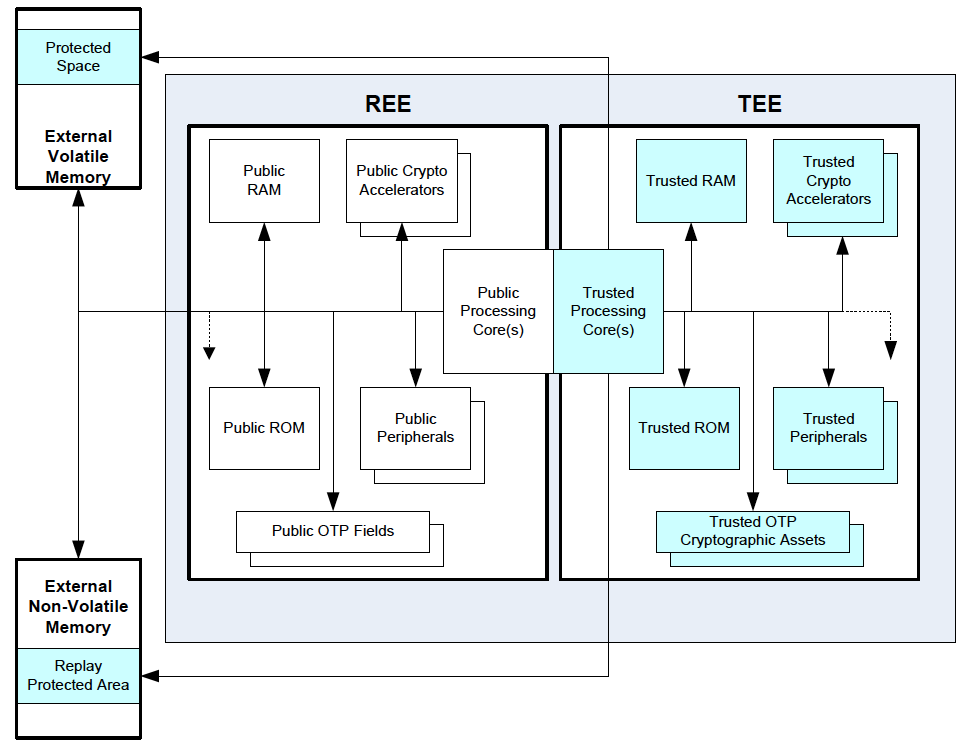 Protected
Space
External
Volatile
Memory
REE
TEE
Public
RAM
Public Crypto
Accelerators
Trusted RAM
Trusted
Crypto
Accelerators
Public
Processing
Core(s)
Trusted
Processing
Core(s)
Public ROM
Public
Peripherals
Trusted ROM
Trusted
Peripherals
Public OTP Fields
Trusted OTP
Cryptographic Assets
External
Non-Volatile
Memory
Replay
Protected Area